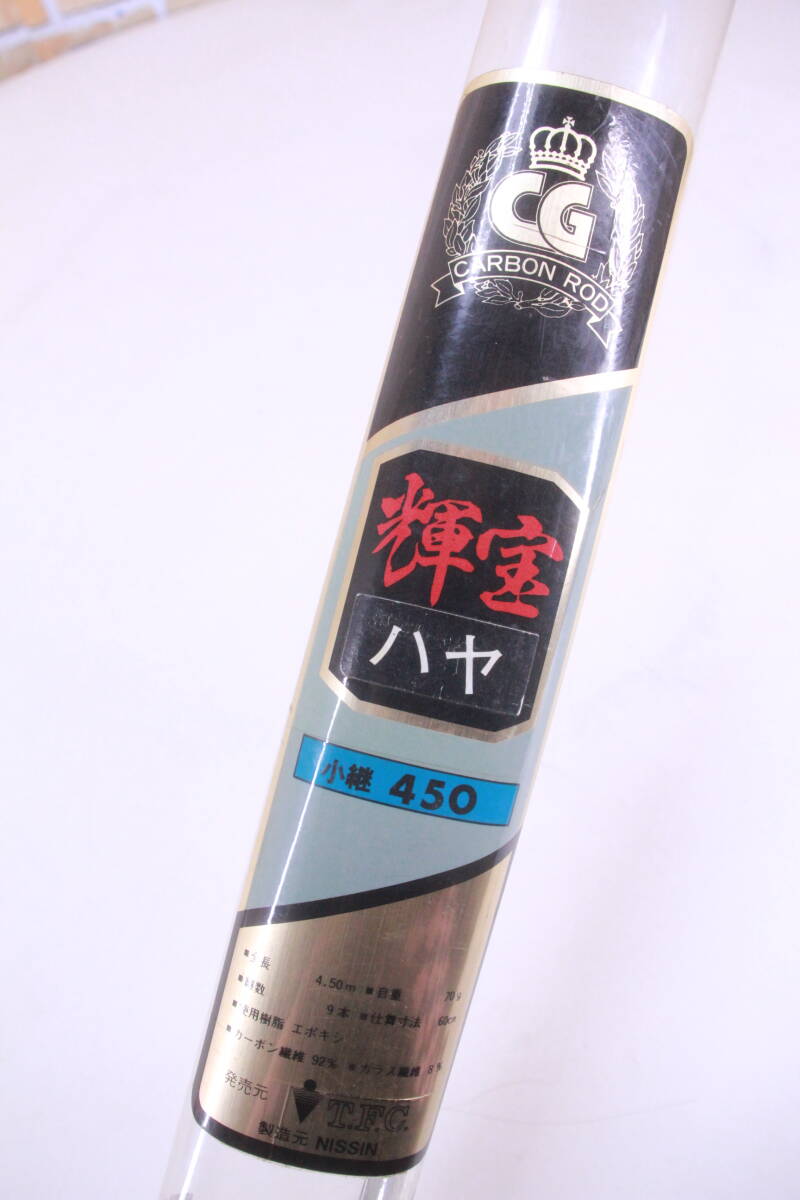 CG
CARBON ROD
輝宝
ハヤ
小継 450
■全長 4.50m ■自重 70g
■継数 9本 ■仕舞寸法 60cm
■使用樹脂 エポキシ
■カーボン繊維 92% ■ガラス繊維 8%
発売元 T.F.C.
製造元 NISSIN